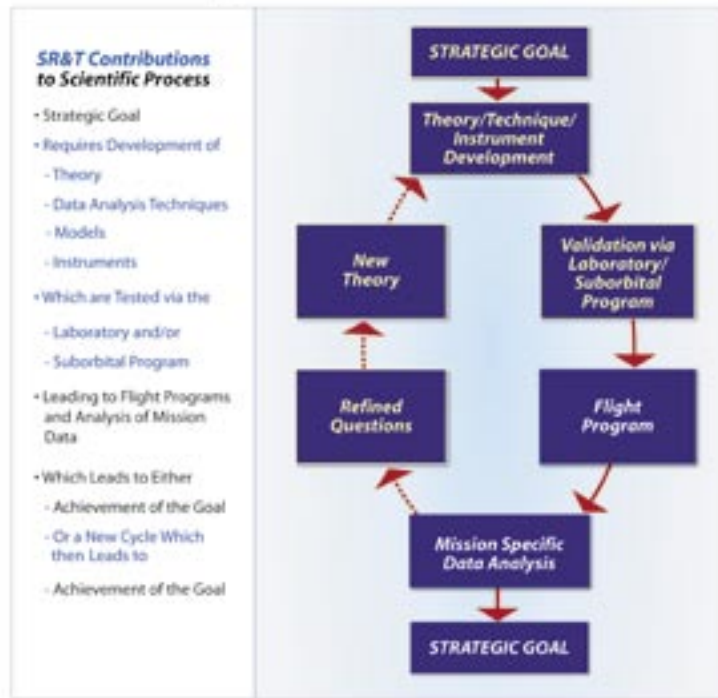 SR&T Contributions
to Scientific Process
• Strategic Goal
• Requires Development of
- Theory
- Data Analysis Techniques
- Models
- Instruments
• Which are Tested via the
- Laboratory and/or
- Suborbital Program
• Leading to Flight Programs
and Analysis of Mission
Data
• Which Leads to Either
- Achievement of the Goal
- Or a New Cycle Which
then Leads to
- Achievement of the Goal
STRATEGIC GOAL
Theory/Technique/
Instrument
Development
New
Theory
Validation via
Laboratory/
Suborbital
Program
Refined
Questions
Flight
Program
Mission Specific
Data Analysis
STRATEGIC GOAL